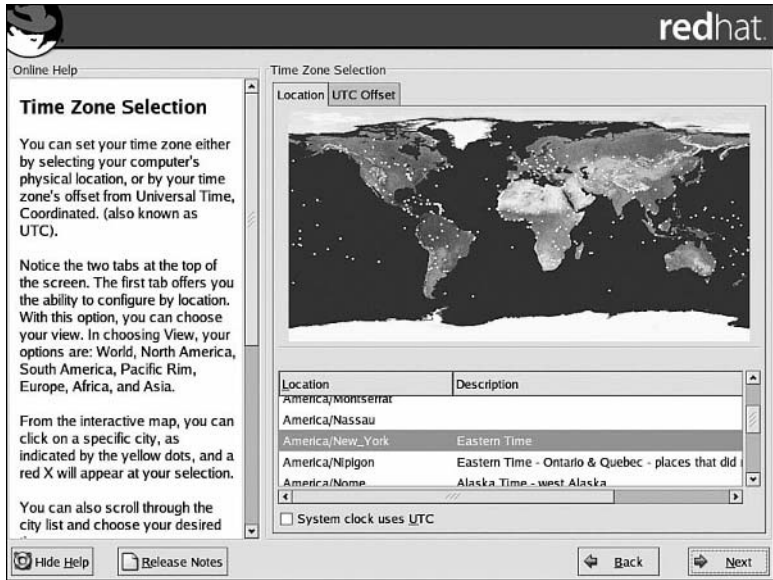 redhat.
Online Help
Time Zone Selection
You can set your time zone either
by selecting your computer's
physical location, or by your time
zone's offset from Universal Time,
Coordinated. (also known as
UTC).
Notice the two tabs at the top of
the screen. The first tab offers you
the ability to configure by location.
With this option, you can choose
your view. In choosing View, your
options are: World, North America,
South America, Pacific Rim,
Europe, Africa, and Asia.
From the interactive map, you can
click on a specific city, as
indicated by the yellow dots, and a
red X will appear at your selection.
You can also scroll through the
city list and choose your desired
Time Zone Selection
Location UTC Offset
Location Description
America/Montserrat
America/Nassau
America/New_York Eastern Time
America/Nipigon Eastern Time - Ontario & Quebec - places that did
America/Nome Alaska Time - west Alaska
System clock uses UTC
Hide Help Release Notes Back Next